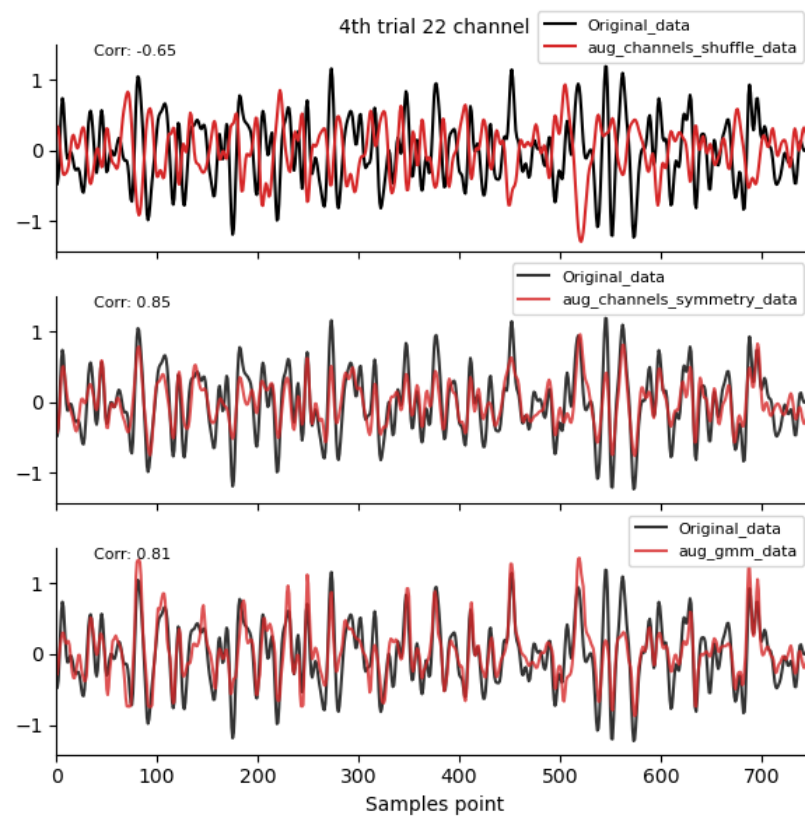 4th trial 22 channel
Original_data
aug_channels_shuffle_data
Corr: -0.65
1
0
−1
Original_data
aug_channels_symmetry_data
Corr: 0.85
1
0
−1
Original_data
aug_gmm_data
Corr: 0.81
1
0
−1
0 100 200 300 400 500 600 700
Samples point